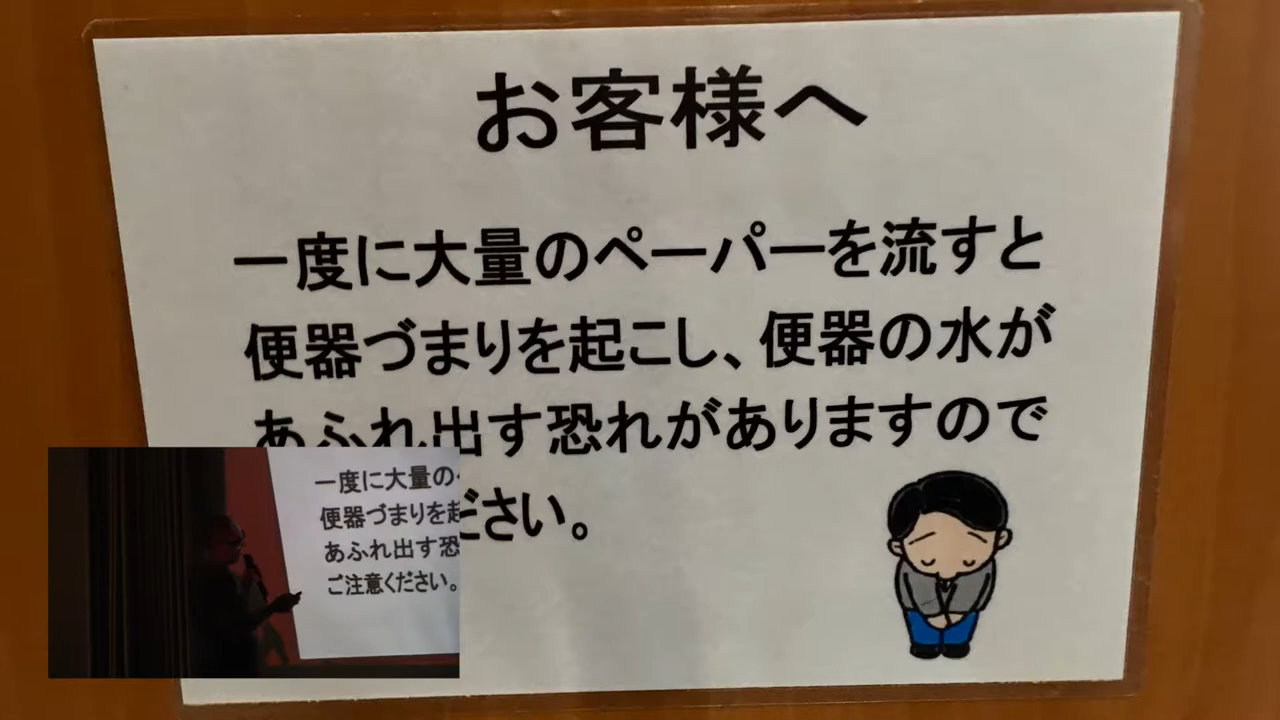 お客様へ
一度に大量のペーパーを流すと
便器づまりを起こし、便器の水が
あふれ出す恐れがありますので
ださい。
一度に大量の
便器づまりを起
あふれ出す恐
ご注意ください。